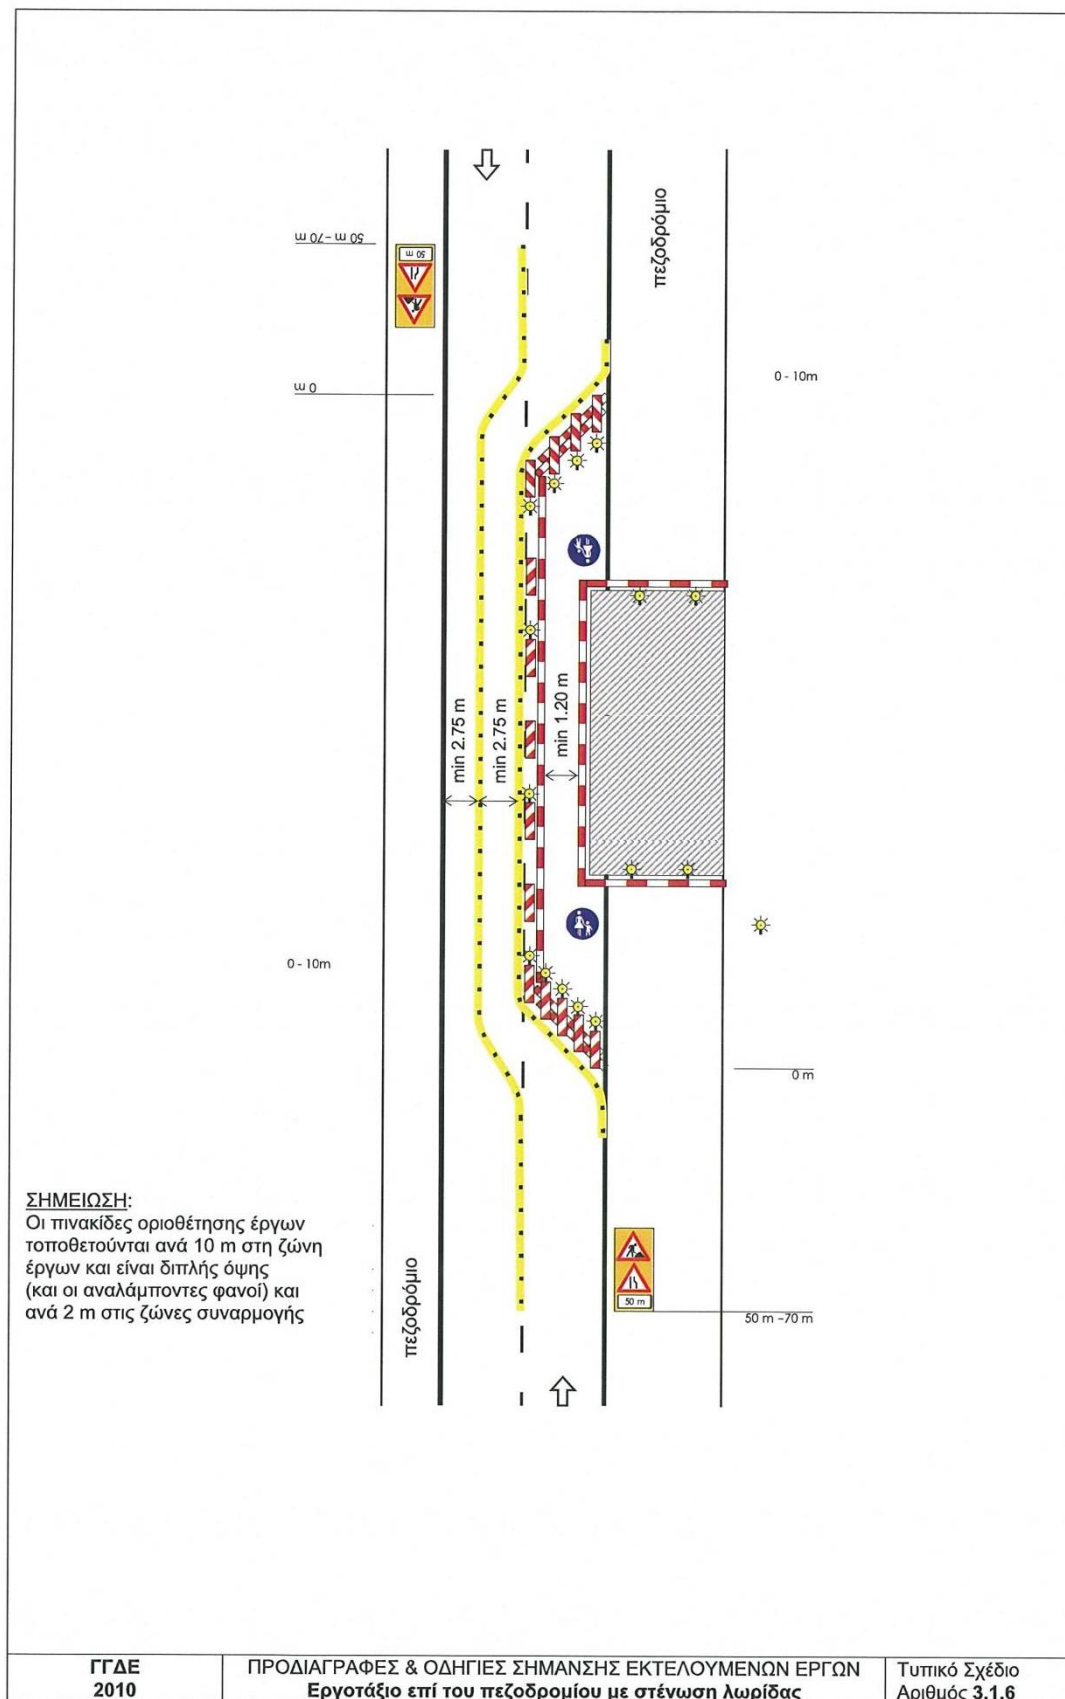 πεζοδρόμιο
50 m -70 m
50 m
0 m
0 - 10m
min 2.75 m
min 2.75 m
min 1.20 m
0 - 10m
0 m
50 m
50 m -70 m
πεζοδρόμιο
ΣΗΜΕΙΩΣΗ:
Οι πινακίδες οριοθέτησης έργων
τοποθετούνται ανά 10 m στη ζώνη
έργων και είναι διπλής όψης
(και οι αναλάμποντες φανοί) και
ανά 2 m στις ζώνες συναρμογής
ΓΓΔΕ
2010
ΠΡΟΔΙΑΓΡΑΦΕΣ & ΟΔΗΓΙΕΣ ΣΗΜΑΝΣΗΣ ΕΚΤΕΛΟΥΜΕΝΩΝ ΕΡΓΩΝ
Εργοτάξιο επί του πεζοδρομίου με στένωση λωρίδας
Τυπικό Σχέδιο
Αριθμός 3.1.6